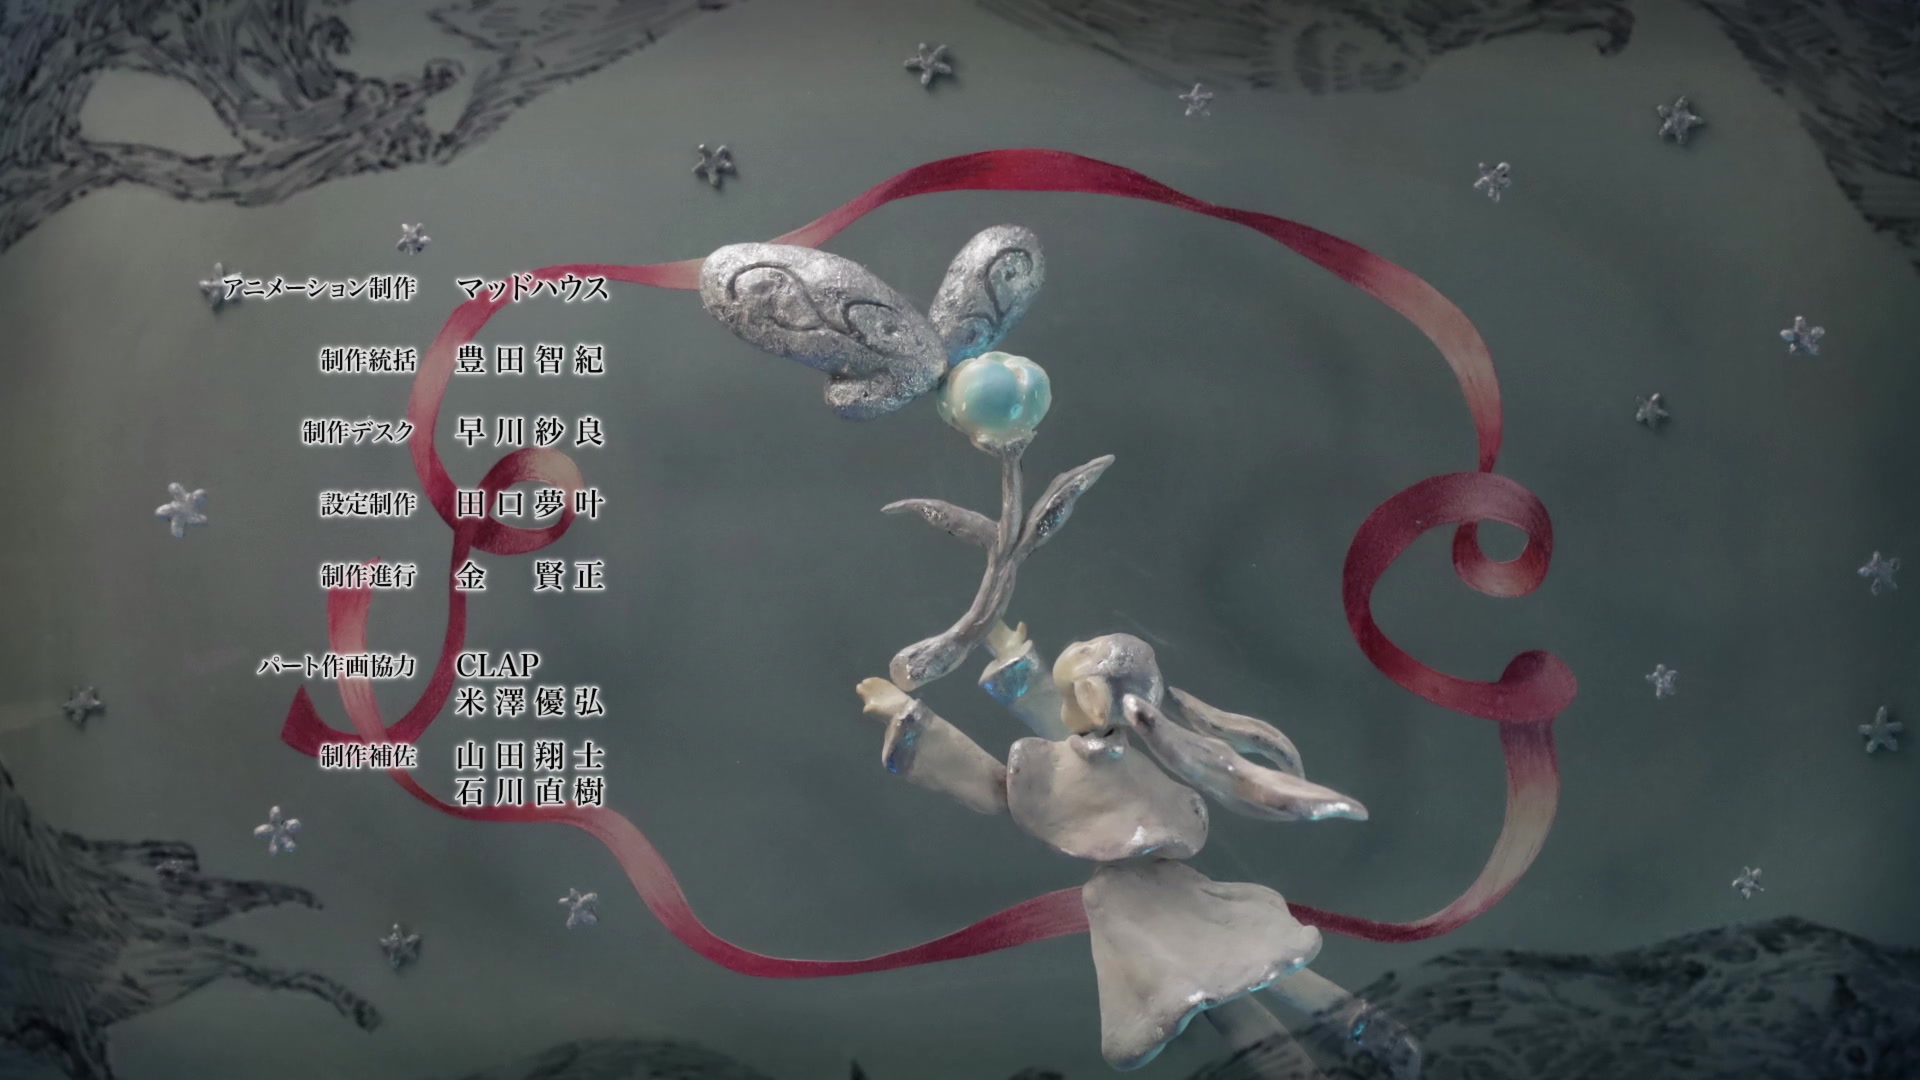 アニメーション制作 マッドハウス
制作統括 豊田智紀
制作デスク 早川紗良
設定制作 田口夢叶
制作進行 金 賢正
パート作画協力 CLAP
米澤優弘
制作補佐 山田翔士
石川直樹